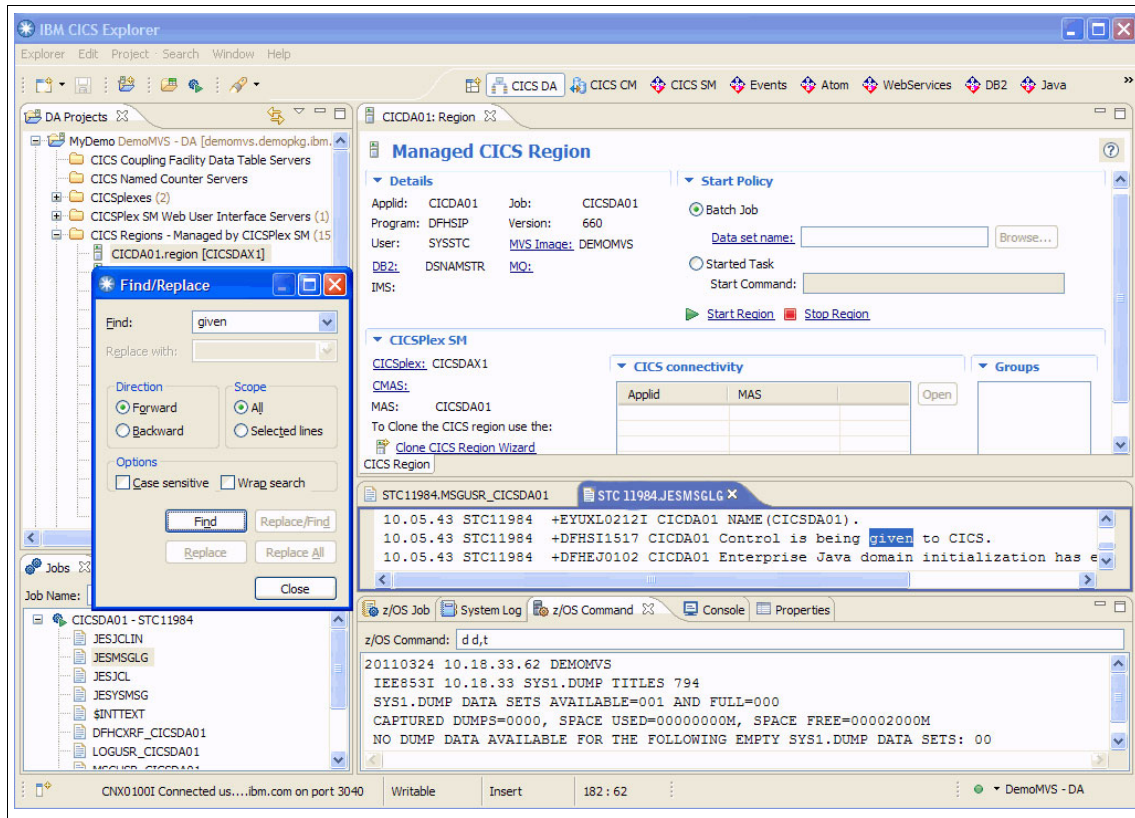 IBM CICS Explorer
Explorer Edit Project Search Window Help
CICS DA CICS CM CICS SM Events Atom WebServices DB2 Java »
DA Projects
MyDemo DemoMVS - DA [demomvs.demopkg.ibm.
CICS Coupling Facility Data Table Servers
CICS Named Counter Servers
CICSplexes (2)
CICSPlex SM Web User Interface Servers (1)
CICS Regions - Managed by CICSPlex SM (15
CICDA01.region [CICSDAX1]
Find/Replace
Find: given
Replace with:
Direction
Forward
Backward
Scope
All
Selected lines
Options
Case sensitive Wrap search
Find Replace/Find
Replace Replace All
Close
Jobs
Job Name:
CICSDA01 - STC11984
JESJCLIN
JESMSGLG
JESJCL
JESYSMSG
$INTTEXT
DFHCXRF_CICSDA01
LOGUSR_CICSDA01
MSGUSR_CICSDA01
CICDA01: Region
Managed CICS Region
Details
Applid: CICDA01 Job: CICSDA01
Program: DFHSIP Version: 660
User: SYSSTC MVS Image: DEMOMVS
DB2: DSNAMSTR MQ:
IMS:
Start Policy
Batch Job
Data set name: Browse...
Started Task
Start Command:
Start Region Stop Region
CICSPlex SM
CICSplex: CICSDAX1
CMAS:
MAS: CICSDA01
To Clone the CICS region use the:
Clone CICS Region Wizard
CICS connectivity
Applid MAS
Open
Groups
CICS Region
STC11984.MSGUSR_CICSDA01 STC11984.JESMSGLG
10.05.43 STC11984 +EYUXL0212I CICDA01 NAME(CICSDA01).
10.05.43 STC11984 +DFHSI1517 CICDA01 Control is being given to CICS.
10.05.43 STC11984 +DFHEJ0102 CICDA01 Enterprise Java domain initialization has e
z/OS Job System Log z/OS Command Console Properties
z/OS Command: d d,t
20110324 10.18.33.62 DEMOMVS
IEE853I 10.18.33 SYS1.DUMP TITLES 794
SYS1.DUMP DATA SETS AVAILABLE=001 AND FULL=000
CAPTURED DUMPS=0000, SPACE USED=00000000M, SPACE FREE=00002000M
NO DUMP DATA AVAILABLE FOR THE FOLLOWING EMPTY SYS1.DUMP DATA SETS: 00
CNX0100I Connected us....ibm.com on port 3040 Writable Insert 182 : 62 DemoMVS - DA